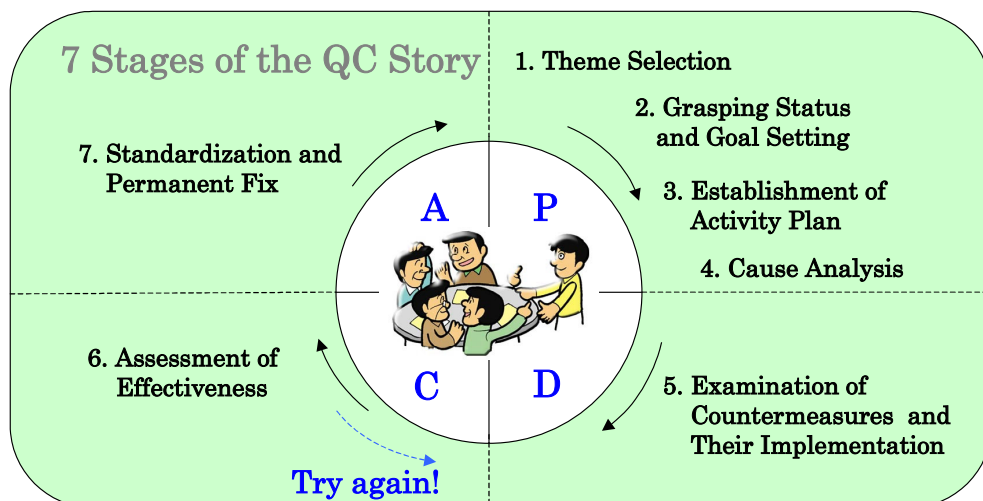 7 Stages of the QC Story
1. Theme Selection
2. Grasping Status
and Goal Setting
3. Establishment of
Activity Plan
4. Cause Analysis
5. Examination of
Countermeasures and
Their Implementation
6. Assessment of
Effectiveness
7. Standardization and
Permanent Fix
A P
C D
Try again!